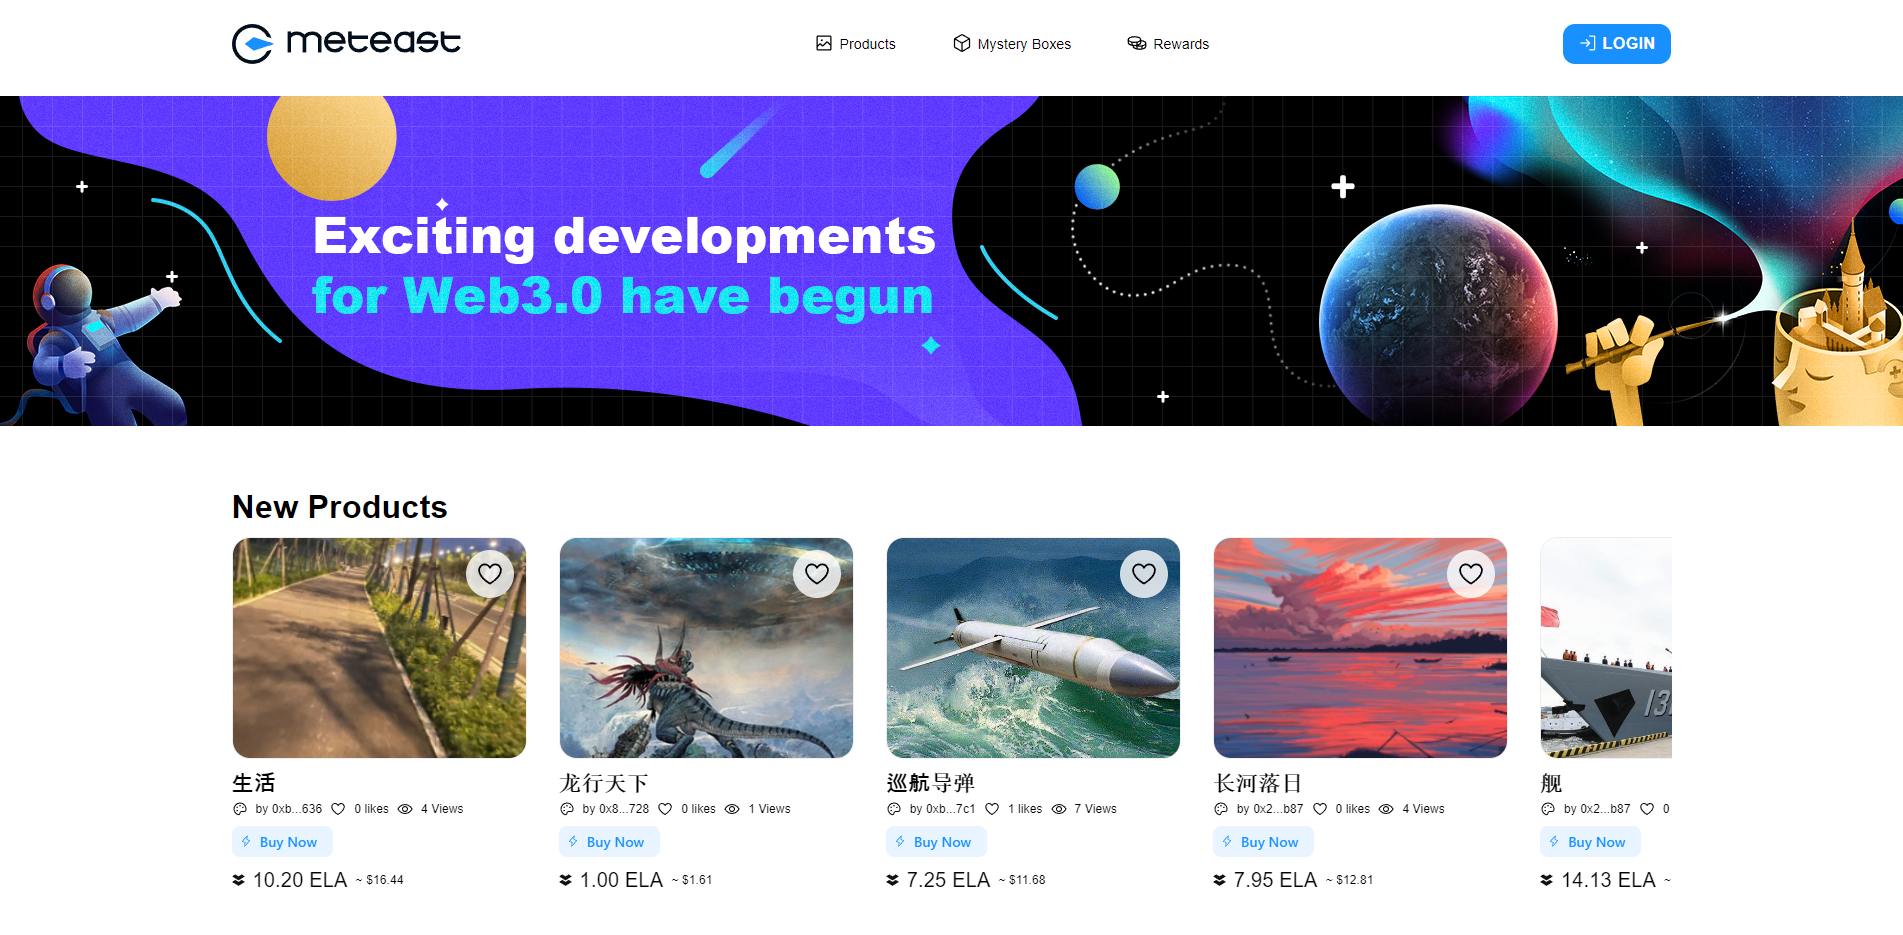 meteast
Products
Mystery Boxes
Rewards
LOGIN
Exciting developments
for Web3.0 have begun
New Products
生活
by 0xb...636 0 likes 4 Views
Buy Now
10.20 ELA ~ $16.44
龙行天下
by 0x8...728 0 likes 1 Views
Buy Now
1.00 ELA ~ $1.61
巡航导弹
by 0xb...7c1 1 likes 7 Views
Buy Now
7.25 ELA ~ $11.68
长河落日
by 0x2...b87 0 likes 4 Views
Buy Now
7.95 ELA ~ $12.81
舰
by 0x2...b87 0
Buy Now
14.13 ELA ~